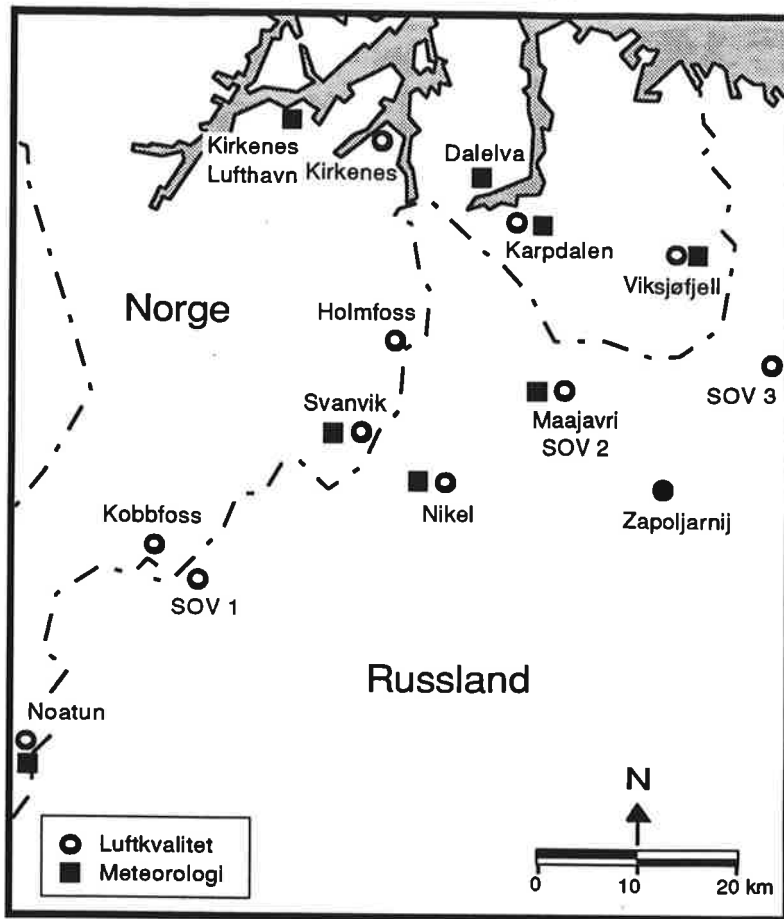 Kirkenes
Lufthavn
Kirkenes
Dalelva
Karpdalen
Viksjøfjell
Norge
Holmfoss
SOV 3
Svanvik
Maajavri
SOV 2
Nikel
Zapoljarnij
Kobbfoss
SOV 1
Russland
Noatun
N
Luftkvalitet
Meteorologi
0 10 20 km